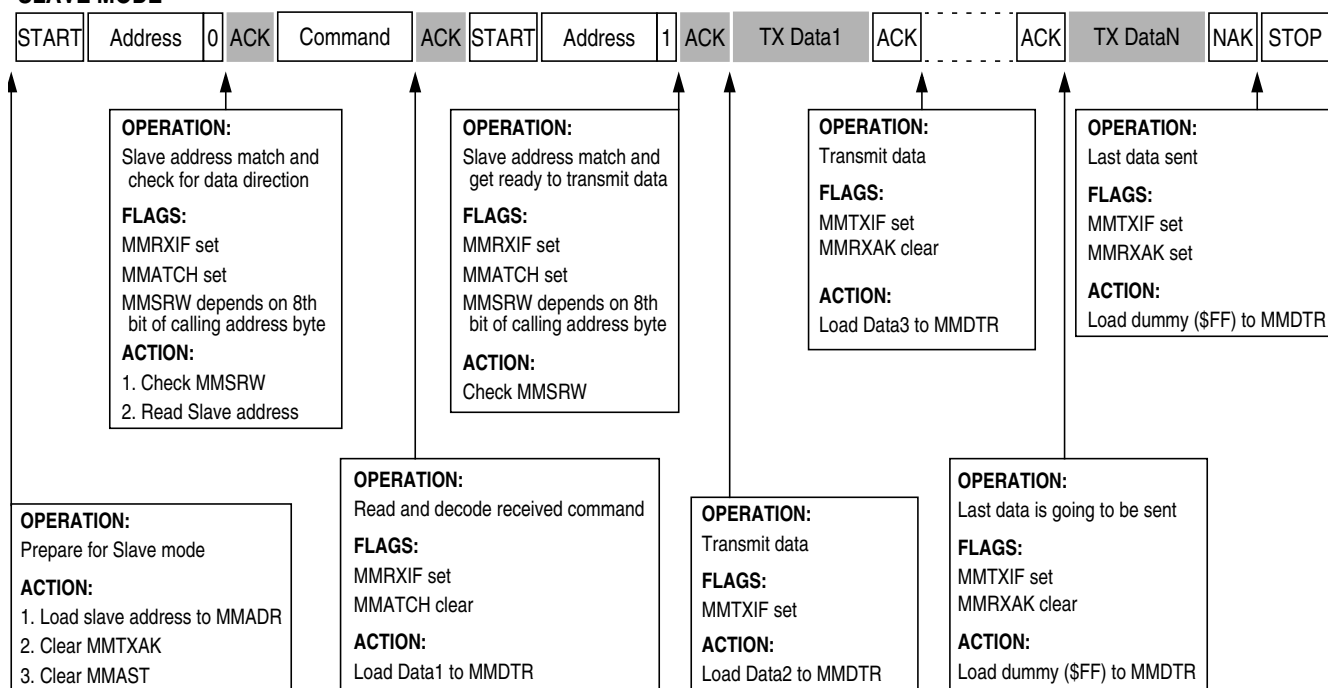 START Address 0 ACK Command ACK START Address 1 ACK TX Data1 ACK ACK TX DataN NAK STOP
OPERATION:
Slave address match and
check for data direction
FLAGS:
MMRXIF set
MMATCH set
MMSRW depends on 8th
bit of calling address byte
ACTION:
1. Check MMSRW
2. Read Slave address
OPERATION:
Slave address match and
get ready to transmit data
FLAGS:
MMRXIF set
MMATCH set
MMSRW depends on 8th
bit of calling address byte
ACTION:
Check MMSRW
OPERATION:
Transmit data
FLAGS:
MMTXIF set
MMRXAK clear
ACTION:
Load Data3 to MMDTR
OPERATION:
Last data sent
FLAGS:
MMTXIF set
MMRXAK set
ACTION:
Load dummy ($FF) to MMDTR
OPERATION:
Prepare for Slave mode
ACTION:
1. Load slave address to MMADR
2. Clear MMTXAK
3. Clear MMAST
OPERATION:
Read and decode received command
FLAGS:
MMRXIF set
MMATCH clear
ACTION:
Load Data1 to MMDTR
OPERATION:
Transmit data
FLAGS:
MMTXIF set
ACTION:
Load Data2 to MMDTR
OPERATION:
Last data is going to be sent
FLAGS:
MMTXIF set
MMRXAK clear
ACTION:
Load dummy ($FF) to MMDTR